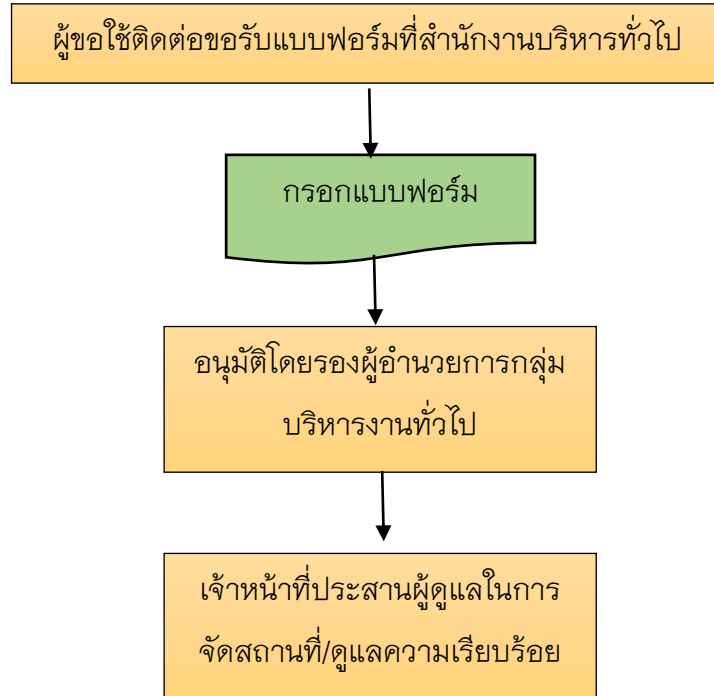 ผู้ขอใช้ติดต่อขอรับแบบฟอร์มที่สำนักงานบริหารทั่วไป
กรอกแบบฟอร์ม
อนุมัติโดยรองผู้อำนวยการกลุ่ม
บริหารงานทั่วไป
เจ้าหน้าที่ประสานผู้ดูแลในการ
จัดสถานที่/ดูแลความเรียบร้อย